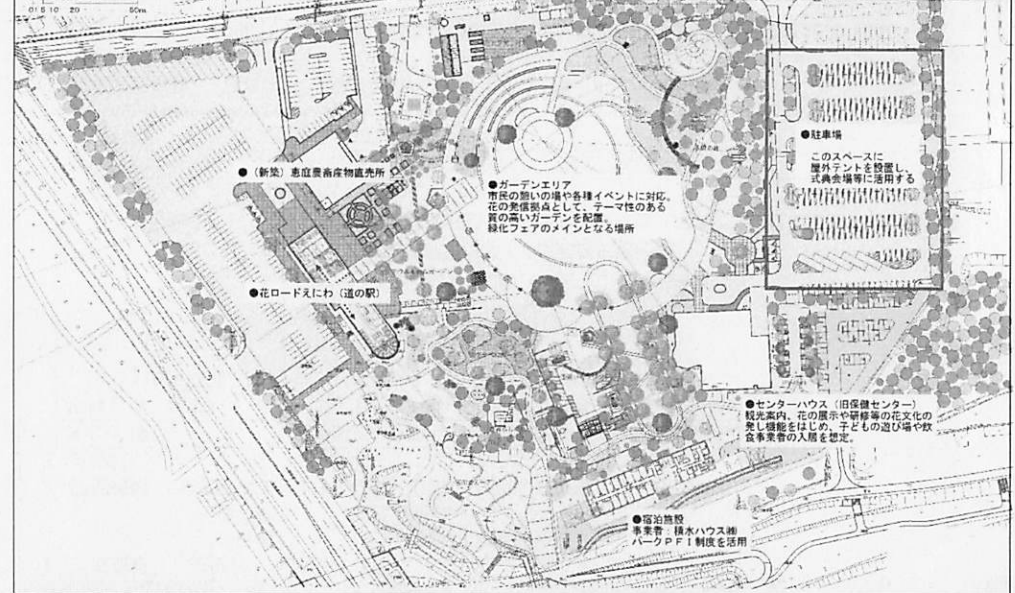 0 1 5 10 20 50m
●駐車場
このスペースに
屋外テントを設置し、
式典会場等に活用する
●（新築）恵庭農畜産物直売所
●ガーデンエリア
市民の憩いの場や各種イベントに対応。
花の発信拠点として、テーマ性のある
質の高いガーデンを配置。
緑化フェアのメインとなる場所
●花ロードえにわ（道の駅）
●センターハウス（旧保健センター）
観光案内、花の展示や研修等の花文化の
発し機能をはじめ、子どもの遊び場や飲
食事業者の入居を想定。
●宿泊施設
事業者：積水ハウス㈱
パークＰＦＩ制度を活用